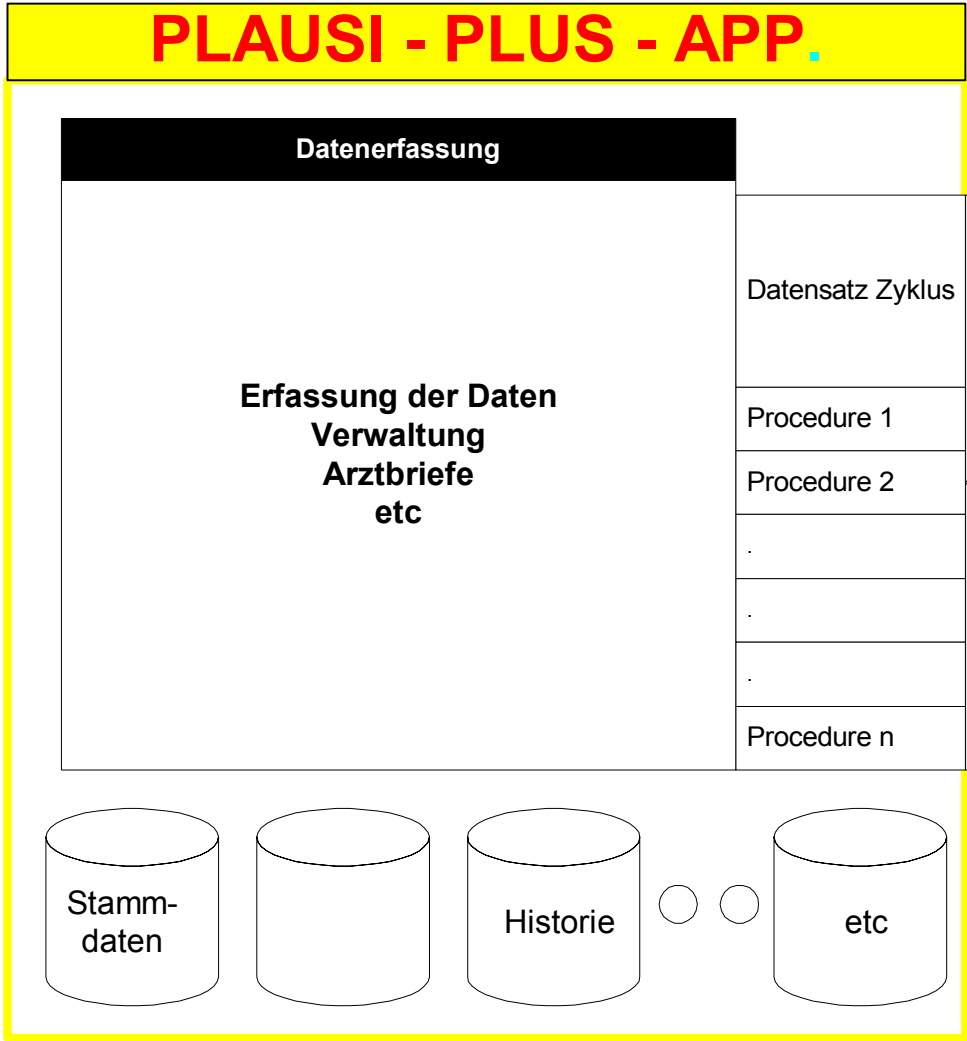 PLAUSI - PLUS - APP.
Datenerfassung
Erfassung der Daten
Verwaltung
Arztbriefe
etc
Datensatz Zyklus
Procedure 1
Procedure 2
.
.
.
Procedure n
Stamm-
daten
Historie
etc